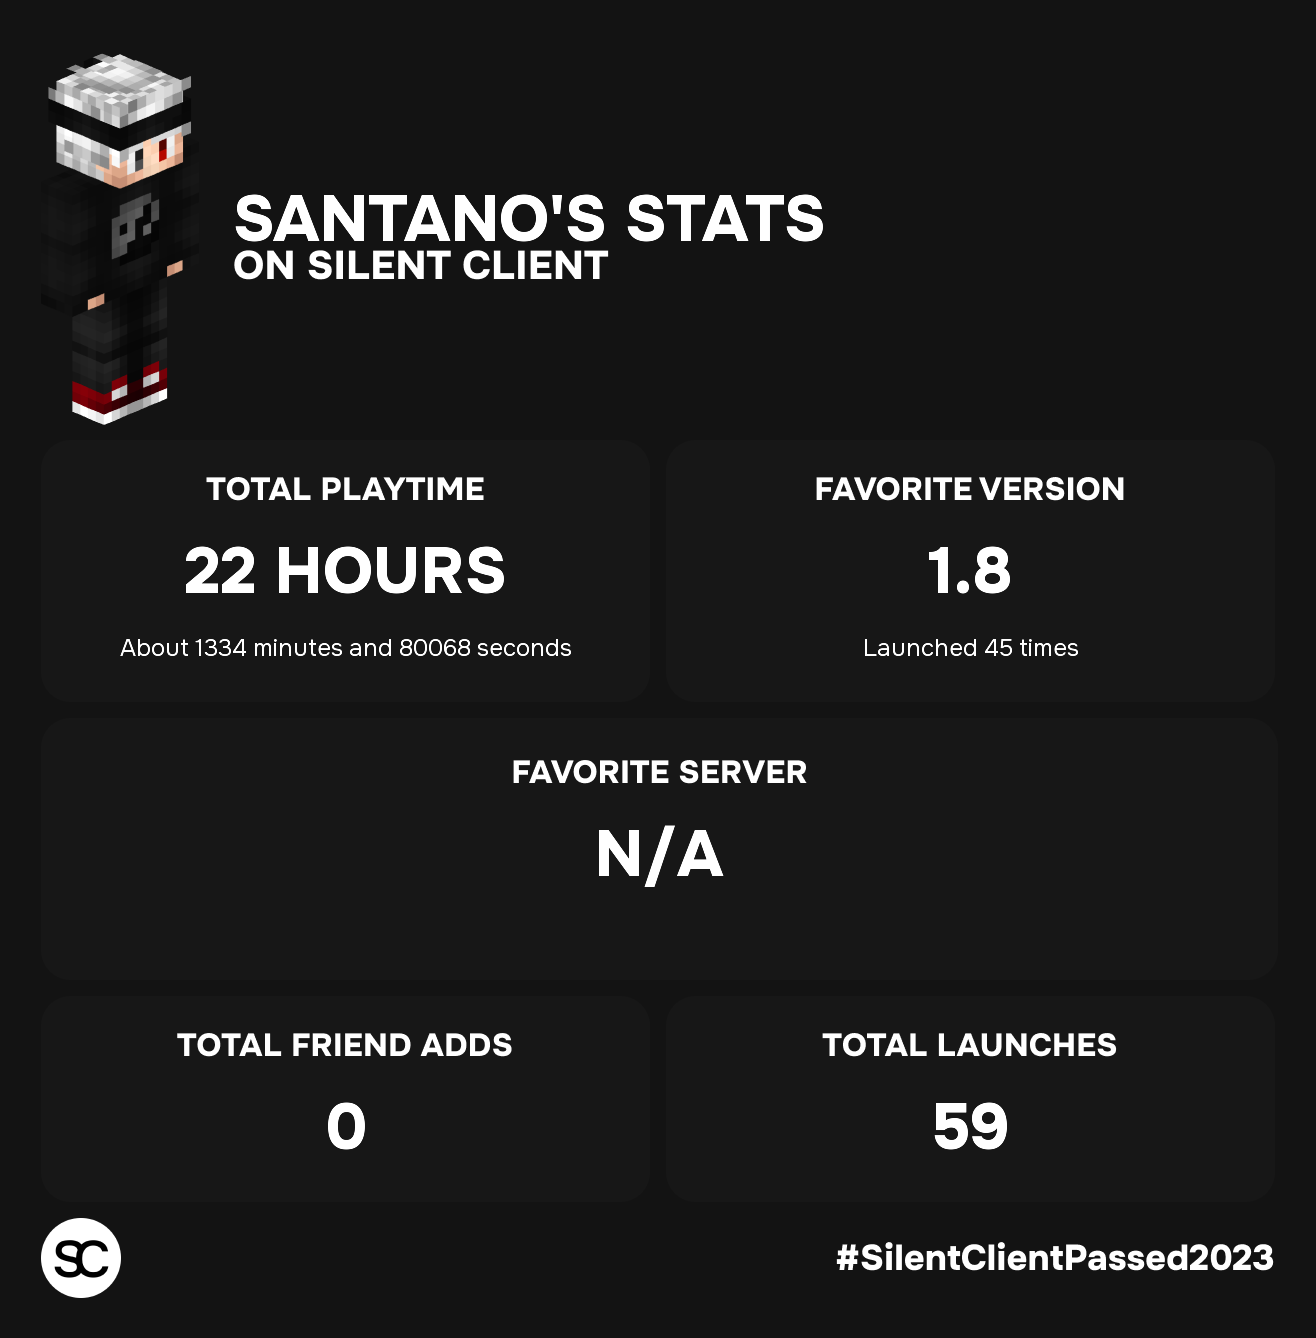 SANTANO'S STATS
ON SILENT CLIENT
TOTAL PLAYTIME
22 HOURS
About 1334 minutes and 80068 seconds
FAVORITE VERSION
1.8
Launched 45 times
FAVORITE SERVER
N/A
TOTAL FRIEND ADDS
0
TOTAL LAUNCHES
59
SC
#SilentClientPassed2023